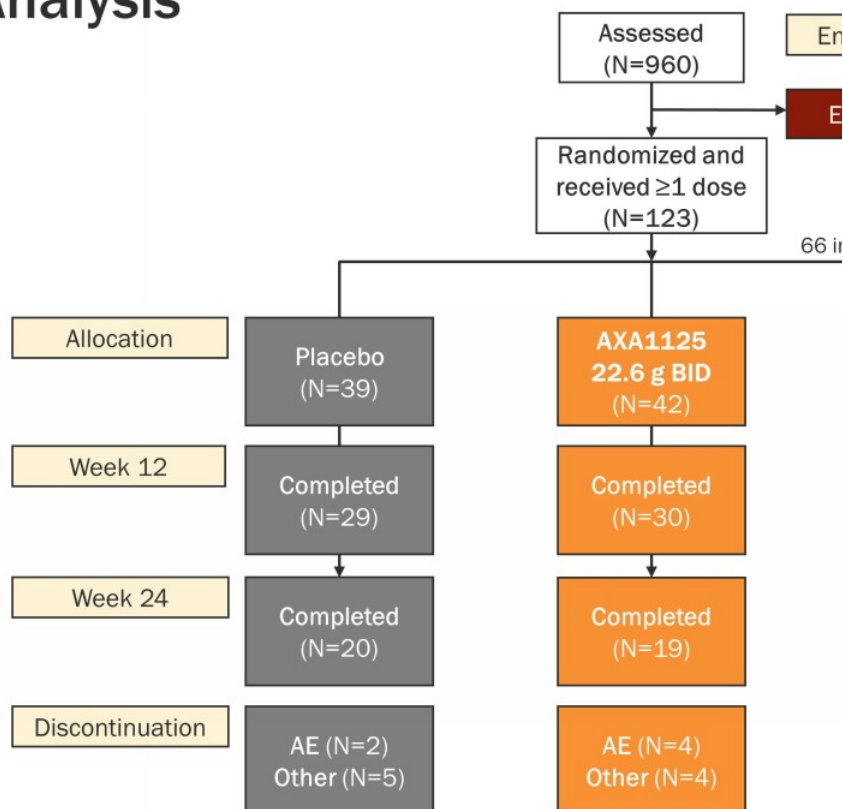 Analysis
Assessed
(N=960)
Randomized and
received ≥1 dose
(N=123)
66
Allocation
Placebo
(N=39)
AXA1125
22.6 g BID
(N=42)
Week 12
Completed
(N=29)
Completed
(N=30)
Week 24
Completed
(N=20)
Completed
(N=19)
Discontinuation
AE (N=2)
Other (N=5)
AE (N=4)
Other (N=4)